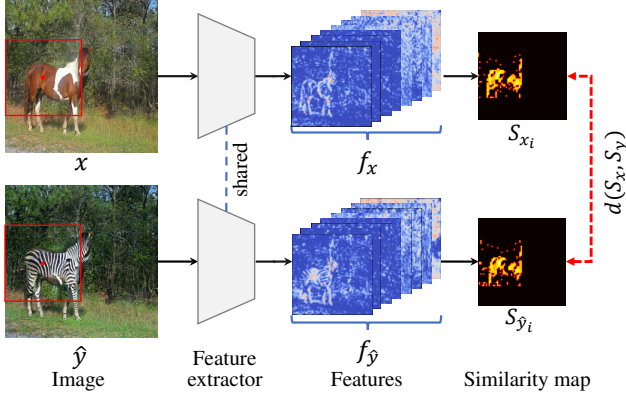 x
f_x
S_{x_i}
shared
d(S_x, S_y)
ŷ
f_ŷ
S_{ŷ_i}
Image
Feature
extractor
Features
Similarity map